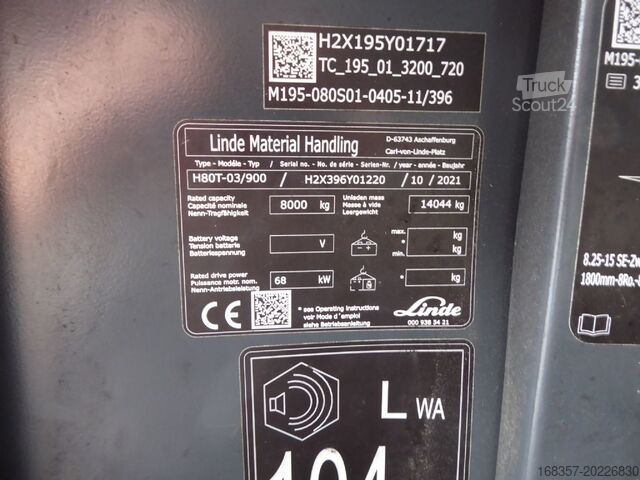 H2X195Y01717
TC_195_01_3200_720
M195-080S01-0405-11/396
M195-0
Truck
Scout24
Linde Material Handling
D-63743 Aschaffenburg
Carl-von-Linde-Platz
Type - Modèle - Typ / Serial no. - No. de série - Serien-Nr. / year - année - Baujahr
H80T-03/900 / H2X396Y01220 / 10 / 2021
Rated capacity
Capacité nominale
Nenn-Tragfähigkeit
8000 kg
Unladen mass
Masse à vide
Leergewicht
14044 kg
Battery voltage
Tension batterie
Batteriespannung
V
max. * kg
min. * kg
Rated drive power
Puissance motr. nom.
Nenn-Antriebsleistung
68 kW
* kg
CE
* see Operating instructions
voir Mode d'emploi
siehe Betriebsanleitung
Linde
000 938 34 21
8.25-15 SE-Zw
1800mm-8Ro.-
LWA
104
168357-20226830